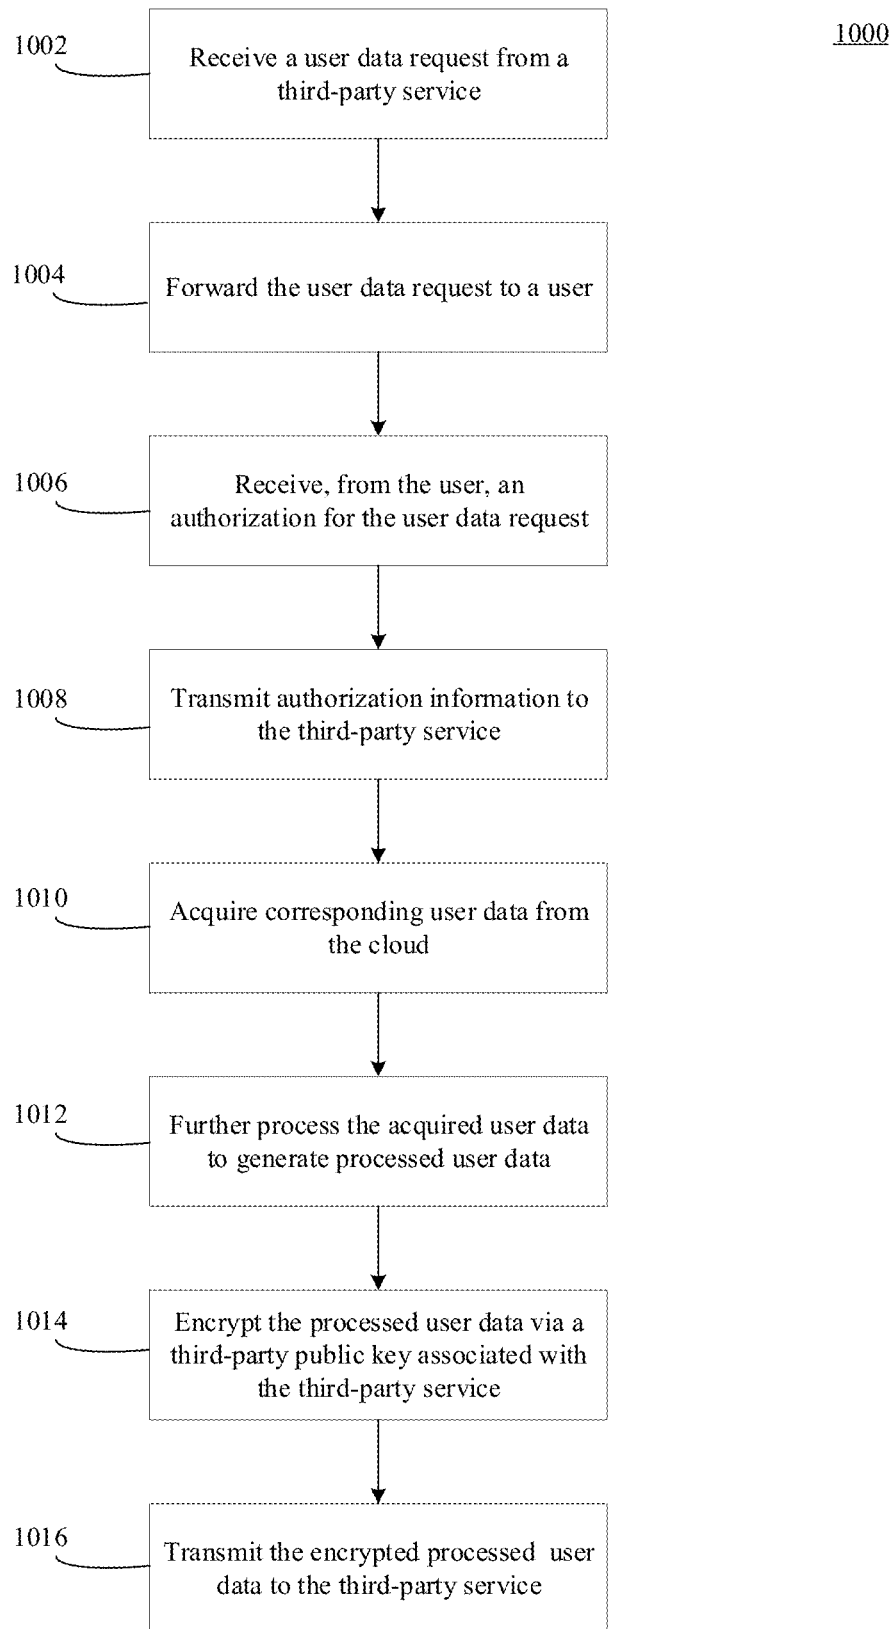 1000
1002
Receive a user data request from a
third-party service
1004
Forward the user data request to a user
1006
Receive, from the user, an
authorization for the user data request
1008
Transmit authorization information to
the third-party service
1010
Acquire corresponding user data from
the cloud
1012
Further process the acquired user data
to generate processed user data
1014
Encrypt the processed user data via a
third-party public key associated with
the third-party service
1016
Transmit the encrypted processed user
data to the third-party service